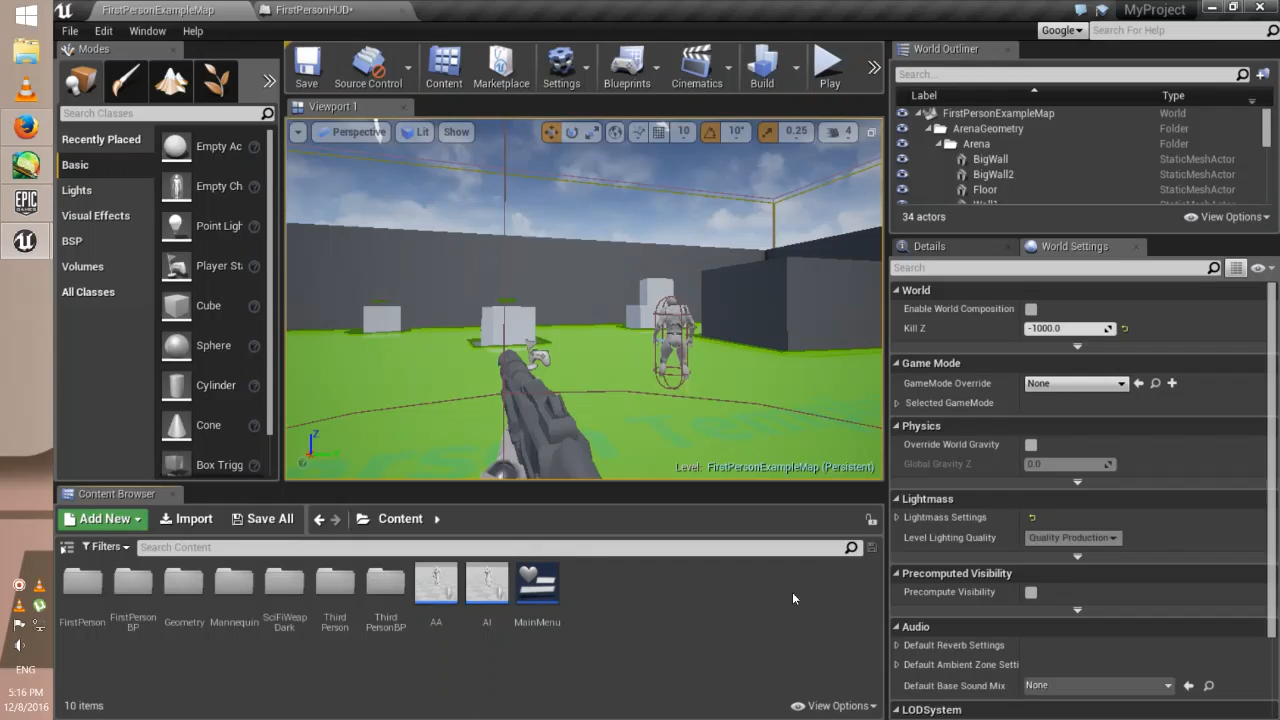 FirstPersonExampleMap
FirstPersonHUD*
MyProject
File
Edit
Window
Help
Google
Search For Help
Modes
Search Classes
Recently Placed
Basic
Lights
Visual Effects
BSP
Volumes
All Classes
Empty Ac
Empty Ch
Point Ligh
Player Sta
Cube
Sphere
Cylinder
Cone
Box Trigg
Save
Source Control
Content
Marketplace
Settings
Blueprints
Cinematics
Build
Play
Viewport 1
Perspective
Lit
Show
10
10°
0.25
4
Z
Level: FirstPersonExampleMap (Persistent)
World Outliner
Search...
Label
Type
FirstPersonExampleMap
World
ArenaGeometry
Folder
Arena
Folder
BigWall
StaticMeshActor
BigWall2
StaticMeshActor
Floor
StaticMeshActor
Wall1
StaticMeshActor
34 actors
View Options
Details
World Settings
Search
World
Enable World Composition
Kill Z
-1000.0
Game Mode
GameMode Override
None
Selected GameMode
Physics
Override World Gravity
Global Gravity Z
0.0
Lightmass
Lightmass Settings
Level Lighting Quality
Quality Production
Precomputed Visibility
Precompute Visibility
Audio
Default Reverb Settings
Default Ambient Zone Setti
Default Base Sound Mix
None
LODSystem
Content Browser
Add New
Import
Save All
Content
Filters
Search Content
FirstPerson
FirstPerson
BP
Geometry
Mannequin
SciFiWeap
Dark
Third
Person
Third
PersonBP
AA
AI
MainMenu
10 items
View Options
EPIC
GAMES
ENG
5:16 PM
12/8/2016